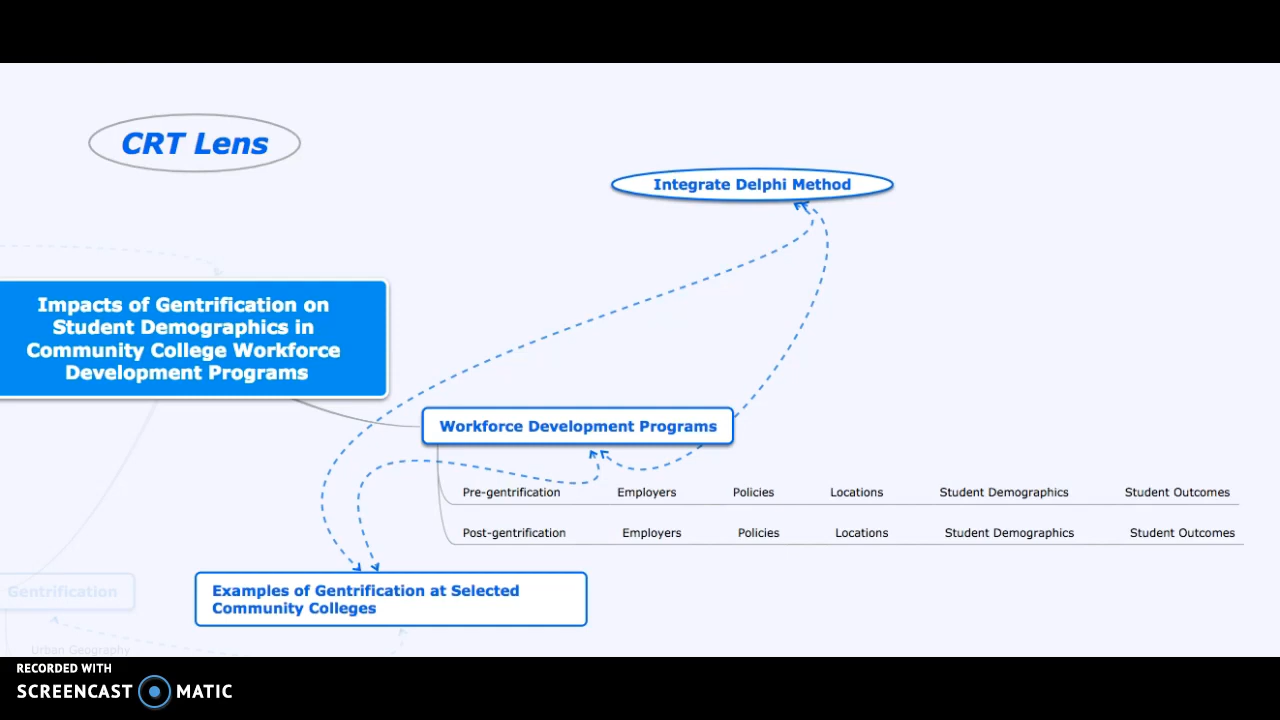 CRT Lens
Integrate Delphi Method
Impacts of Gentrification on
Student Demographics in
Community College Workforce
Development Programs
Workforce Development Programs
Pre-gentrification Employers Policies Locations Student Demographics Student Outcomes
Post-gentrification Employers Policies Locations Student Demographics Student Outcomes
Examples of Gentrification at Selected
Community Colleges
Gentrification
Urban Geography
RECORDED WITH
SCREENCAST MATIC